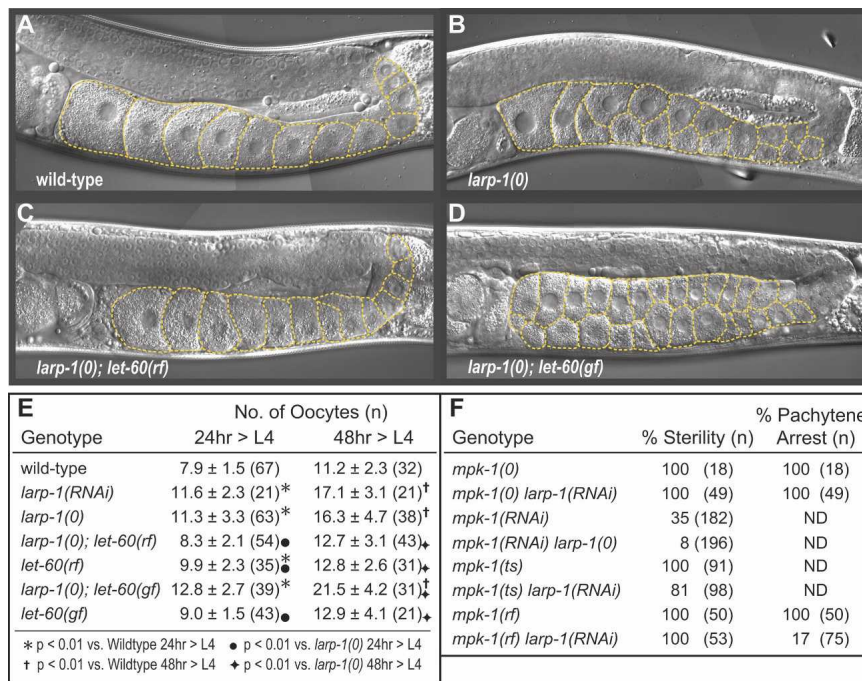 A
wild-type
B
larp-1(0)
C
larp-1(0); let-60(rf)
D
larp-1(0); let-60(gf)
E
No. of Oocytes (n)
Genotype 24hr > L4 48hr > L4
wild-type 7.9 ± 1.5 (67) 11.2 ± 2.3 (32)
larp-1(RNAi) 11.6 ± 2.3 (21)* 17.1 ± 3.1 (21)†
larp-1(0) 11.3 ± 3.3 (63)* 16.3 ± 4.7 (38)†
larp-1(0); let-60(rf) 8.3 ± 2.1 (54)● 12.7 ± 3.1 (43)✦
let-60(rf) 9.9 ± 2.3 (35)*● 12.8 ± 2.6 (31)✦
larp-1(0); let-60(gf) 12.8 ± 2.7 (39)* 21.5 ± 4.2 (31)†✦
let-60(gf) 9.0 ± 1.5 (43)● 12.9 ± 4.1 (21)✦
* p < 0.01 vs. Wildtype 24hr > L4 ● p < 0.01 vs. larp-1(0) 24hr > L4
† p < 0.01 vs. Wildtype 48hr > L4 ✦ p < 0.01 vs. larp-1(0) 48hr > L4
F
% Pachytene
Genotype % Sterility (n) Arrest (n)
mpk-1(0) 100 (18) 100 (18)
mpk-1(0) larp-1(RNAi) 100 (49) 100 (49)
mpk-1(RNAi) 35 (182) ND
mpk-1(RNAi) larp-1(0) 8 (196) ND
mpk-1(ts) 100 (91) ND
mpk-1(ts) larp-1(RNAi) 81 (98) ND
mpk-1(rf) 100 (50) 100 (50)
mpk-1(rf) larp-1(RNAi) 100 (53) 17 (75)